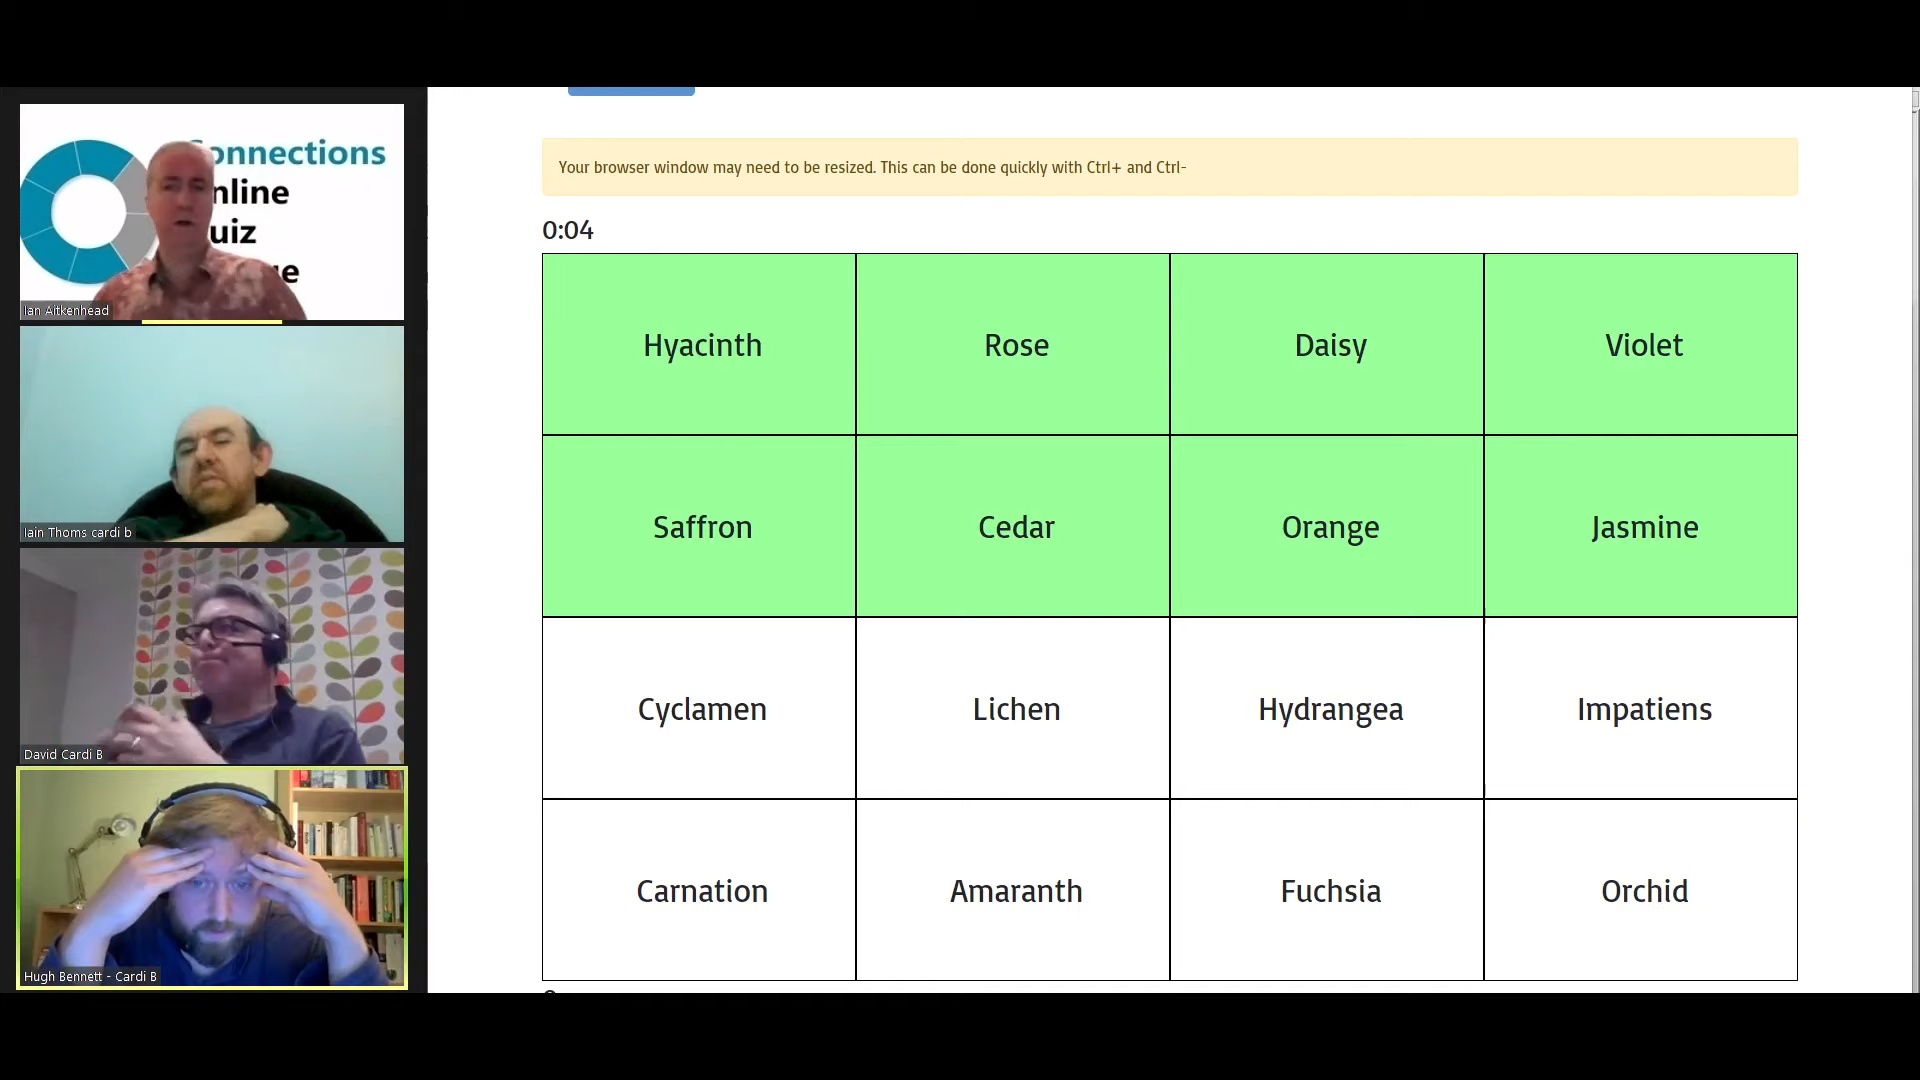 Connections
nline
uiz
e
Ian Aitkenhead
Iain Thoms cardi b
David Cardi B
Hugh Bennett - Cardi B
Your browser window may need to be resized. This can be done quickly with Ctrl+ and Ctrl-
0:04
Hyacinth
Rose
Daisy
Violet
Saffron
Cedar
Orange
Jasmine
Cyclamen
Lichen
Hydrangea
Impatiens
Carnation
Amaranth
Fuchsia
Orchid